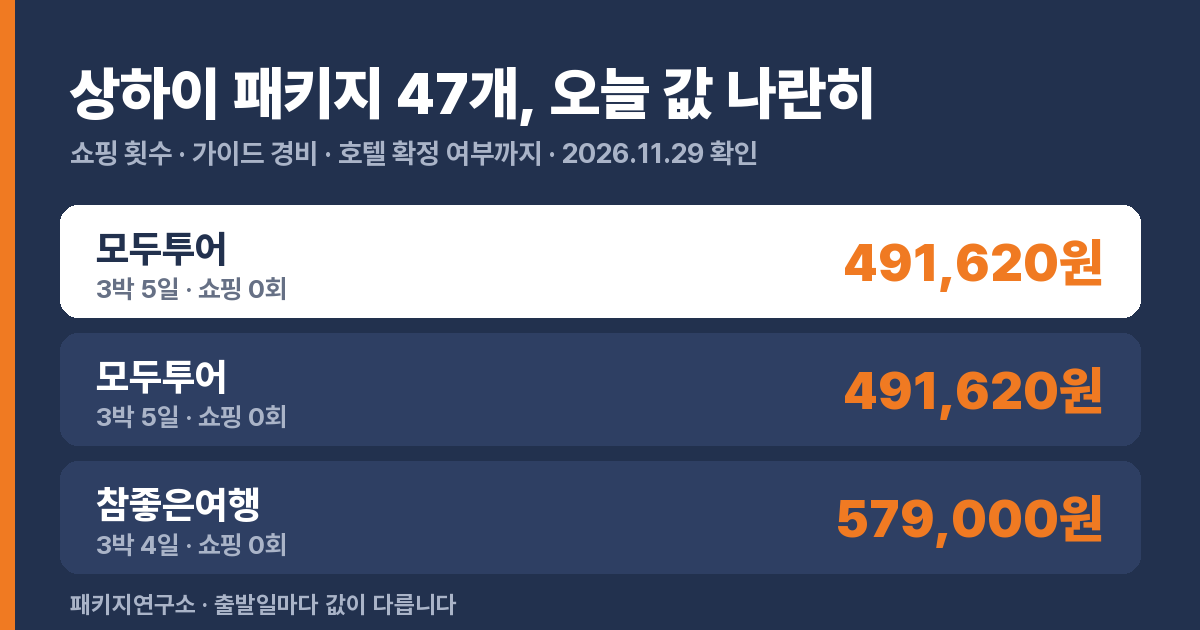 상하이 패키지 47개, 오늘 값 나란히
쇼핑 횟수 · 가이드 경비 · 호텔 확정 여부까지 · 2026.11.29 확인
모두투어
491,620원
3박 5일 · 쇼핑 0회
모두투어
491,620원
3박 5일 · 쇼핑 0회
참좋은여행
579,000원
3박 4일 · 쇼핑 0회
패키지연구소 · 출발일마다 값이 다릅니다